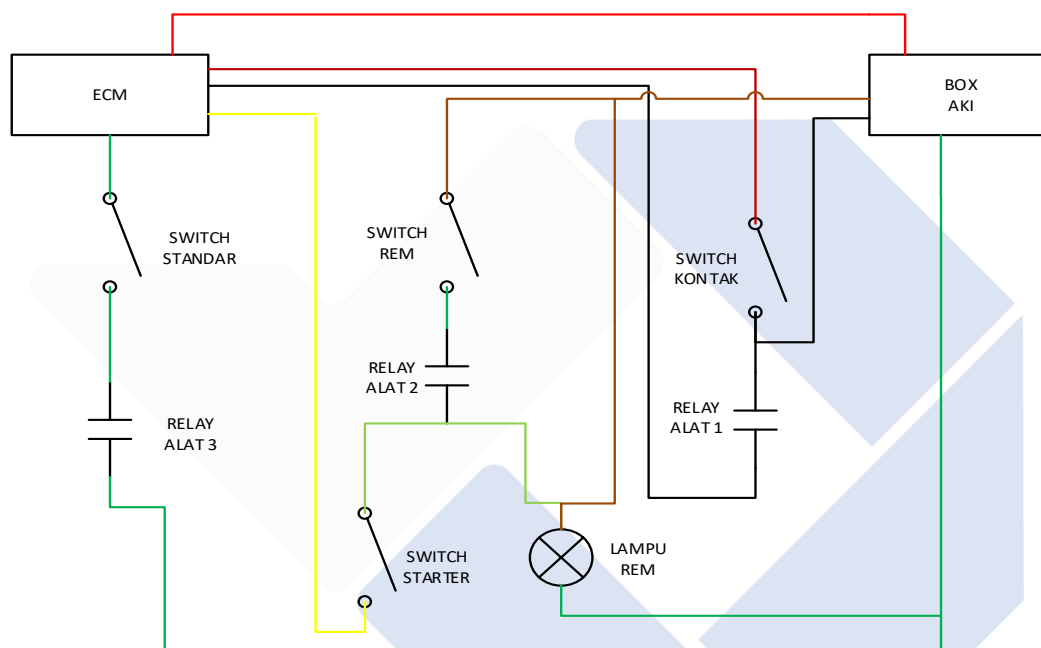 ECM
BOX
AKI
SWITCH
STANDAR
SWITCH
REM
SWITCH
KONTAK
RELAY
ALAT 2
RELAY
ALAT 1
RELAY
ALAT 3
SWITCH
STARTER
LAMPU
REM